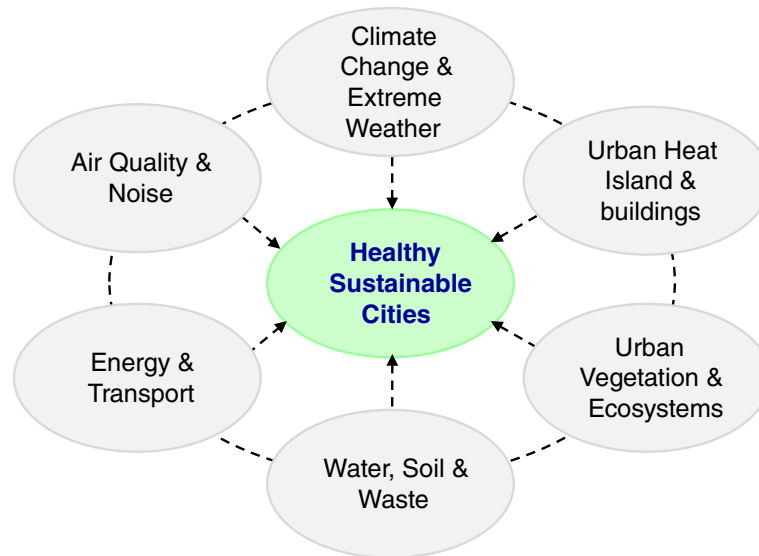 Climate
Change &
Extreme
Weather
Air Quality &
Noise
Urban Heat
Island &
buildings
Healthy
Sustainable
Cities
Energy &
Transport
Urban
Vegetation &
Ecosystems
Water, Soil &
Waste